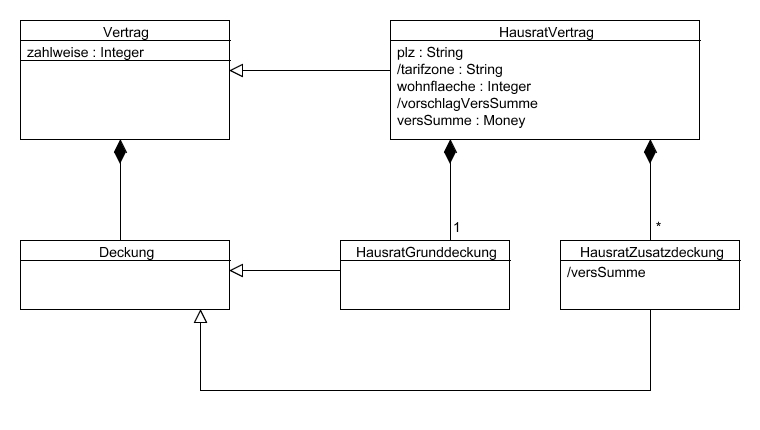 Vertrag
zahlweise : Integer
HausratVertrag
plz : String
/tarifzone : String
wohnflaeche : Integer
/vorschlagVersSumme
versSumme : Money
1
*
Deckung
HausratGrunddeckung
HausratZusatzdeckung
/versSumme